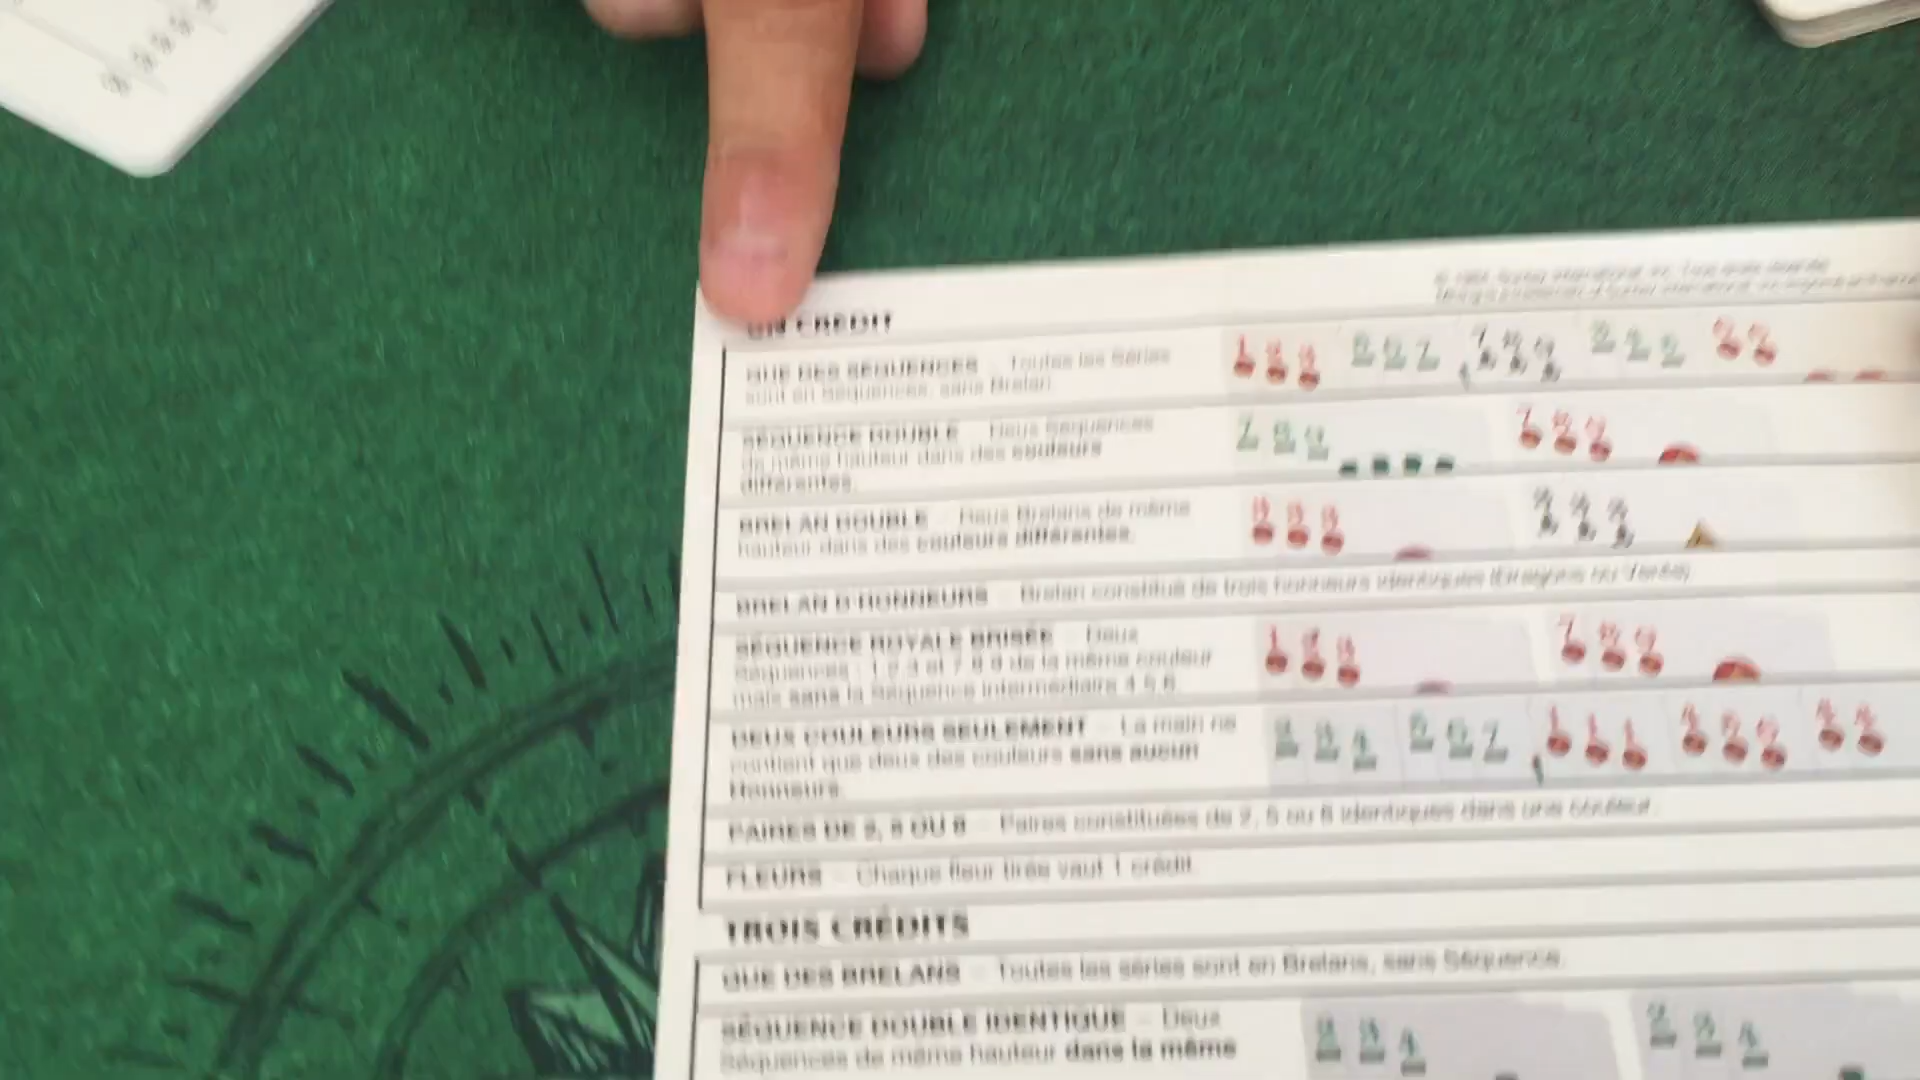 UN CRÉDIT
QUE DES SÉQUENCES – Toutes les Séries
sont en Séquences, sans Brelan.
SÉQUENCE DOUBLE – Deux Séquences
de même hauteur dans des couleurs
différentes.
BRELAN DOUBLE – Deux Brelans de même
hauteur dans des couleurs différentes.
BRELAN D'HONNEURS – Brelan constitué de trois honneurs identiques (Dragons ou Vents)
SÉQUENCE ROYALE BRISÉE – Deux
Séquences : 1 2 3 et 7 8 9 de la même couleur
mais sans la Séquence intermédiaire 4 5 6.
DEUX COULEURS SEULEMENT – La main ne
contient que deux des couleurs sans aucun
Honneurs.
PAIRES DE 2, 5 OU 8 – Paires constituées de 2, 5 ou 8 identiques dans une couleur.
FLEURS – Chaque fleur tirée vaut 1 crédit.
TROIS CRÉDITS
QUE DES BRELANS – Toutes les séries sont en Brelans, sans Séquence.
SÉQUENCE DOUBLE IDENTIQUE – Deux
Séquences de même hauteur dans la même